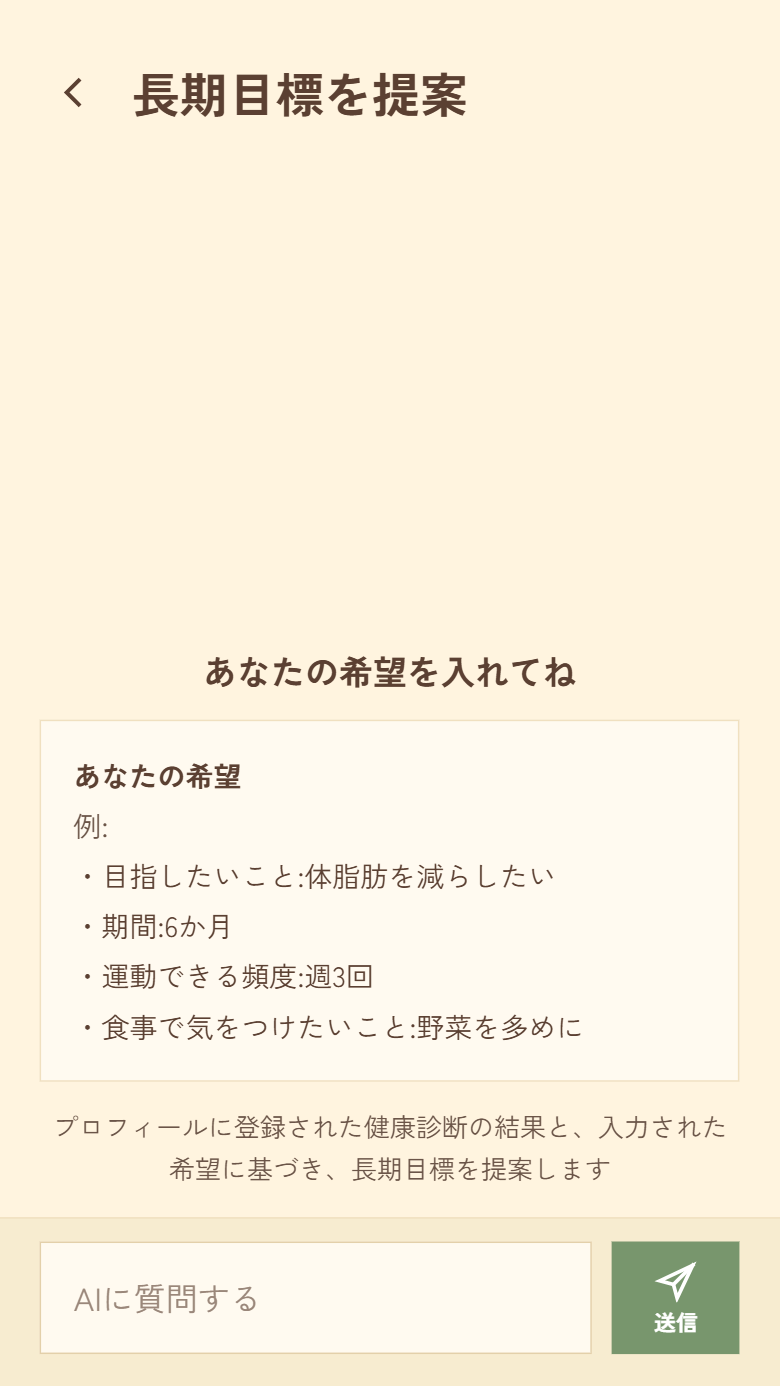 長期目標を提案
あなたの希望を入れてね
あなたの希望
例:
・目指したいこと:体脂肪を減らしたい
・期間:6か月
・運動できる頻度:週3回
・食事で気をつけたいこと:野菜を多めに
プロフィールに登録された健康診断の結果と、入力された
希望に基づき、長期目標を提案します
AIに質問する
送信